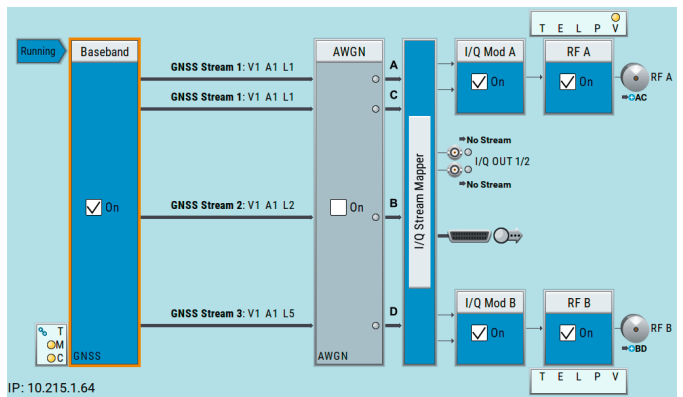 T E L P V
Running
Baseband
AWGN
I/Q Mod A
RF A
GNSS Stream 1: V1 A1 L1
A
On
On
RF A
GNSS Stream 1: V1 A1 L1
C
➡AC
➡No Stream
I/Q OUT 1/2
➡No Stream
On
GNSS Stream 2: V1 A1 L2
On
B
I/Q Stream Mapper
GNSS Stream 3: V1 A1 L5
D
I/Q Mod B
RF B
T
M
C
GNSS
AWGN
On
On
RF B
➡BD
T E L P V
IP: 10.215.1.64